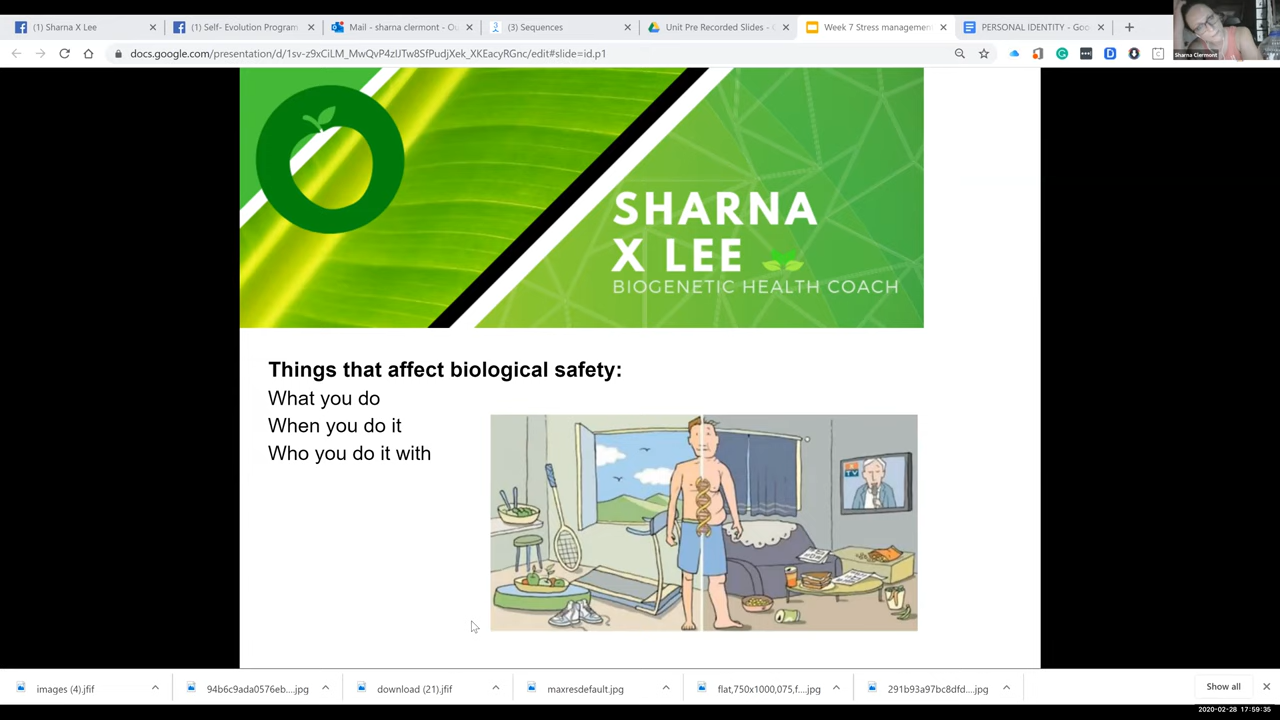 (1) Sharna X Lee
(1) Self- Evolution Program
Mail - sharna clermont - Ou
(3) Sequences
Unit Pre Recorded Slides - G
Week 7 Stress management
PERSONAL IDENTITY - Goo
docs.google.com/presentation/d/1sv-z9xCiLM_MwQvP4zlJTw8SfPudjXek_XKEacyRGnc/edit#slide=id.p1
Sharna Clermont
SHARNA
X LEE
BIOGENETIC HEALTH COACH
Things that affect biological safety:
What you do
When you do it
Who you do it with
TV
images (4).jfif
94b6c9ada0576eb....jpg
download (21).jfif
maxresdefault.jpg
flat,750x1000,075,f....jpg
291b93a97bc8dfd....jpg
Show all
2020-02-28 17:59:35